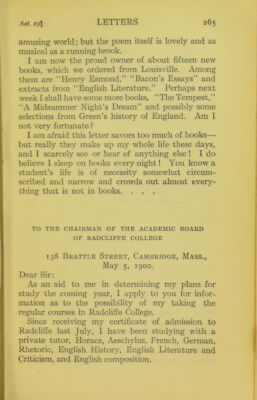 Aet. 19] LETTERS 265
amusing world; but the poem itself is lovely and as
musical as a running brook.
I am now the proud owner of about fifteen new
books, which we ordered from Louisville. Among
them are "Henry Esmond," "Bacon's Essays" and
extracts from "English Literature." Perhaps next
week I shall have some more books, "The Tempest,"
"A Midsummer Night's Dream" and possibly some
selections from Green's history of England. Am I
not very fortunate?
I am afraid this letter savors too much of books—
but really they make up my whole life these days,
and I scarcely see or hear of anything else! I do
believe I sleep on books every night! You know a
student's life is of necessity somewhat circum-
scribed and narrow and crowds out almost every-
thing that is not in books. . . .
TO THE CHAIRMAN OF THE ACADEMIC BOARD
OF RADCLIFFE COLLEGE
138 BRATTLE STREET, CAMBRIDGE, MASS.,
May 5, 1900.
Dear Sir:
As an aid to me in determining my plans for
study the coming year, I apply to you for infor-
mation as to the possibility of my taking the
regular courses in Radcliffe College.
Since receiving my certificate of admission to
Radcliffe last July, I have been studying with a
private tutor, Horace, Aeschylus, French, German,
Rhetoric, English History, English Literature and
Criticism, and English composition.